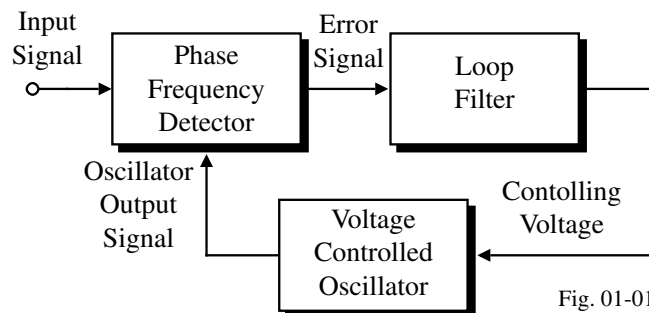 Input
Signal
Phase
Frequency
Detector
Error
Signal
Loop
Filter
Oscillator
Output
Signal
Voltage
Controlled
Oscillator
Contolling
Voltage
Fig. 01-01